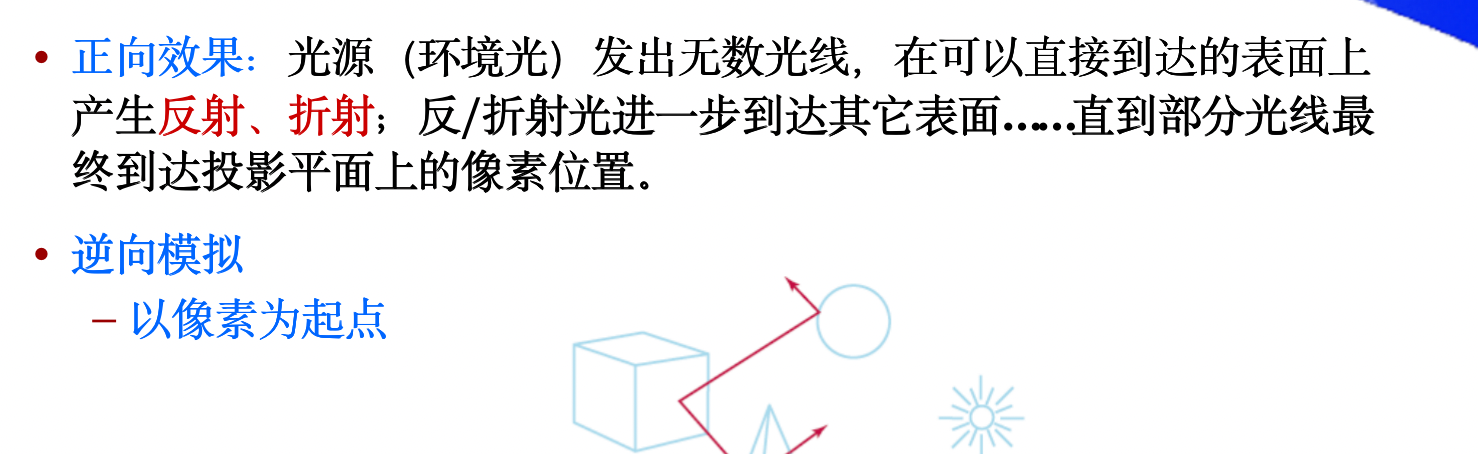 • 正向效果：光源（环境光）发出无数光线，在可以直接到达的表面上
产生反射、折射；反/折射光进一步到达其它表面……直到部分光线最
终到达投影平面上的像素位置。
• 逆向模拟
– 以像素为起点